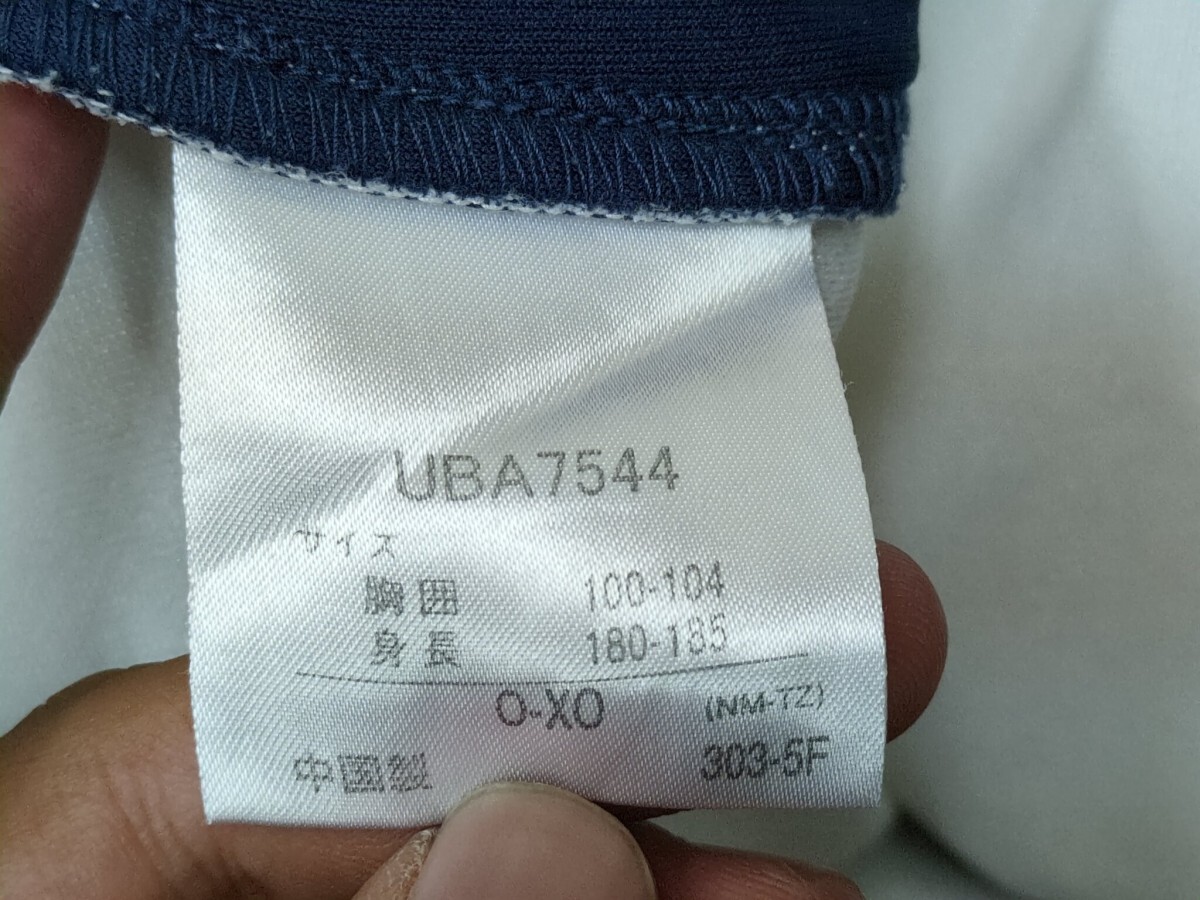 UBA7544
サイズ
胸囲 100-104
身長 180-185
O-XO (NM-TZ)
中国製 303-5F